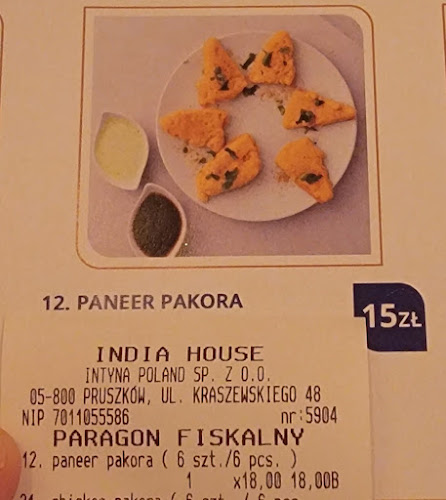 12. PANEER PAKORA
15ZŁ
INDIA HOUSE
INTYNA POLAND SP. Z O.O.
05-800 PRUSZKÓW, UL. KRASZEWSKIEGO 48
NIP 7011055586 nr:5904
PARAGON FISKALNY
12. paneer pakora ( 6 szt./6 pcs. )
1 x18,00 18,00B